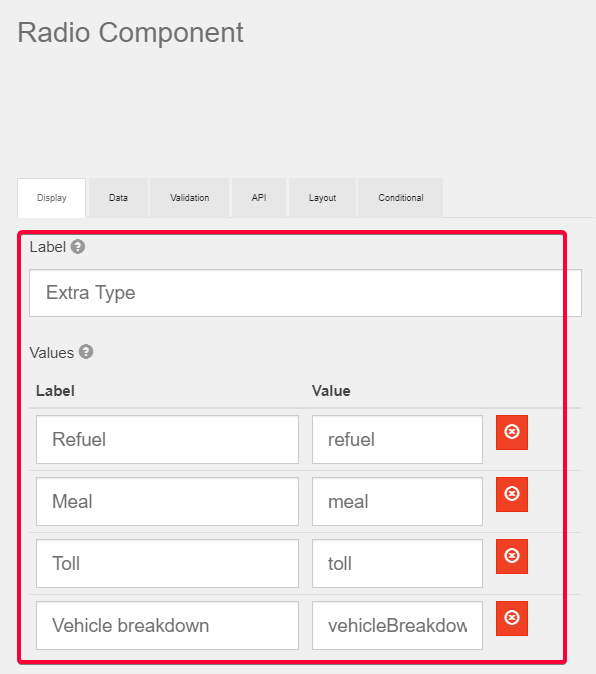 Radio Component
Display Data Validation API Layout Conditional
Label
Extra Type
Values
Label Value
Refuel refuel
Meal meal
Toll toll
Vehicle breakdown vehicleBreakdow